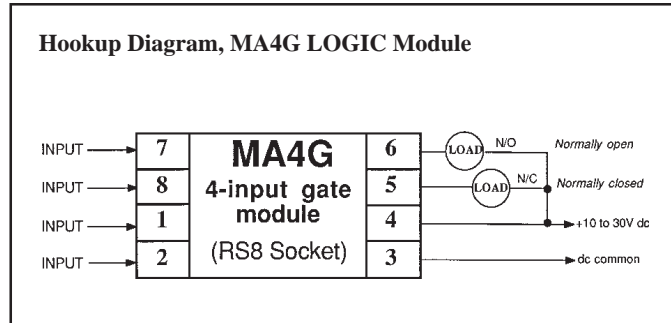 Hookup Diagram, MA4G LOGIC Module
INPUT 7 MA4G 6 LOAD N/O Normally open
INPUT 8 4-input gate 5 LOAD N/C Normally closed
INPUT 1 module 4 +10 to 30V dc
INPUT 2 (RS8 Socket) 3 dc common